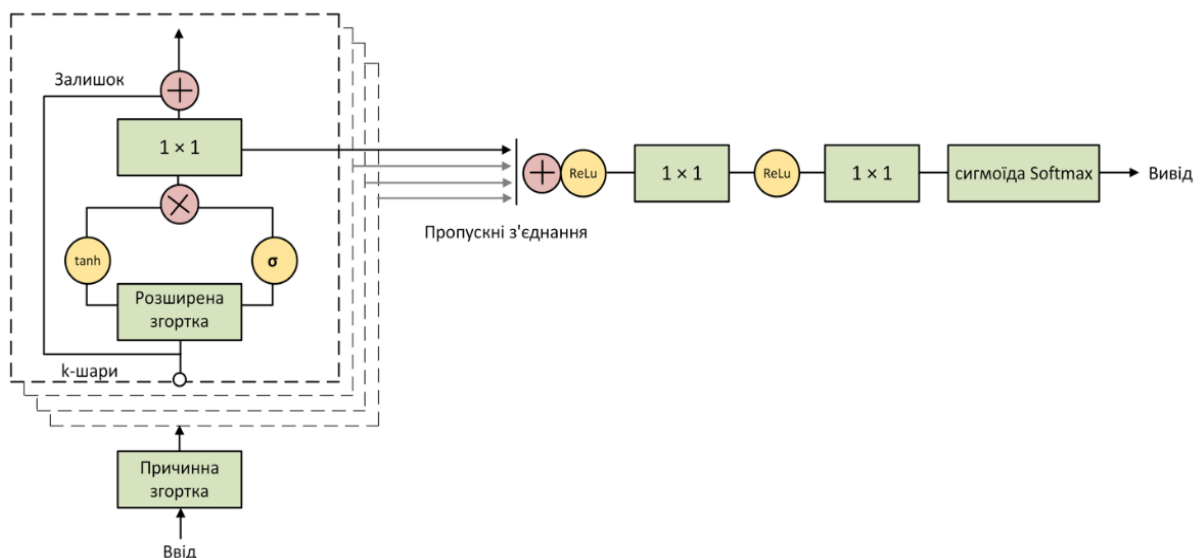 Залишок
+
1 × 1
×
tanh
σ
Розширена
згортка
k-шари
Причинна
згортка
Ввід
Пропускні з'єднання
+
ReLu
1 × 1
ReLu
1 × 1
сигмоїда Softmax
Вивід